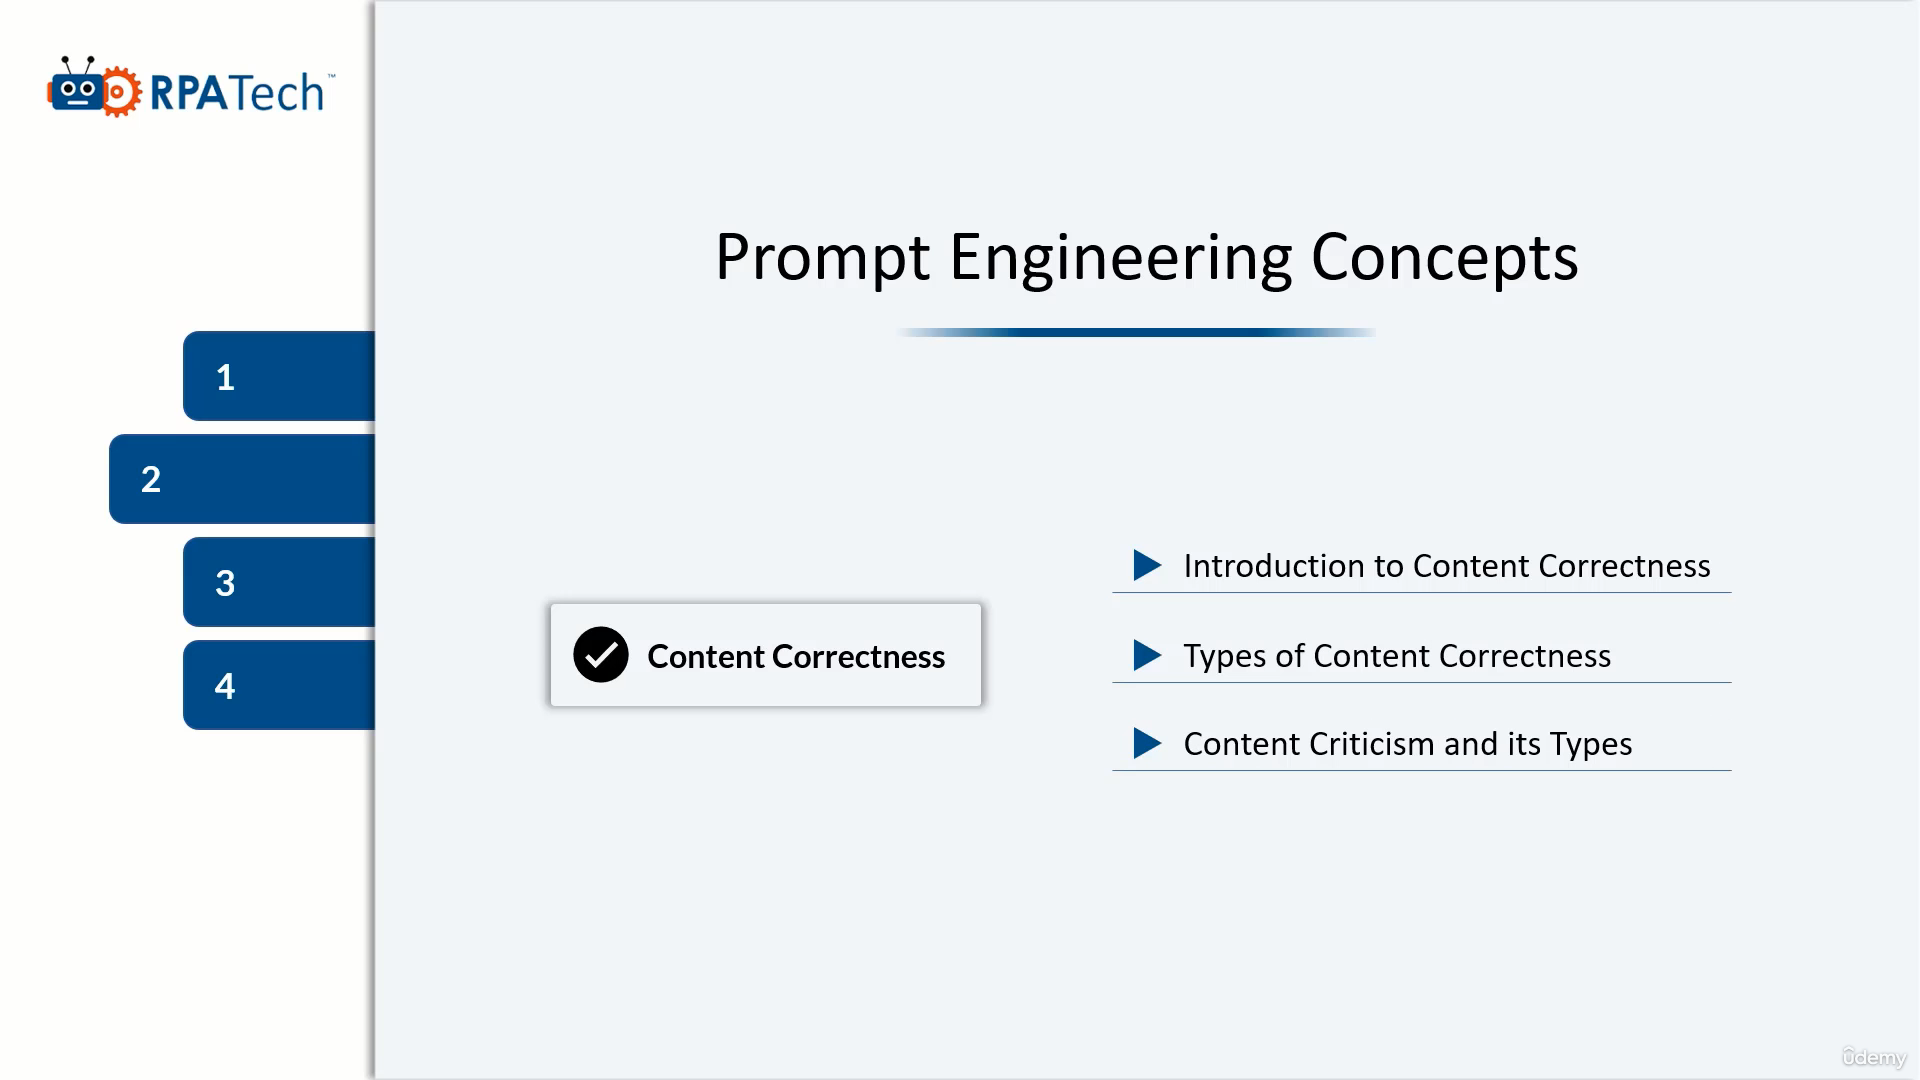 RPATech™
1
2
3
4
Prompt Engineering Concepts
Content Correctness
Introduction to Content Correctness
Types of Content Correctness
Content Criticism and its Types
ûdemy